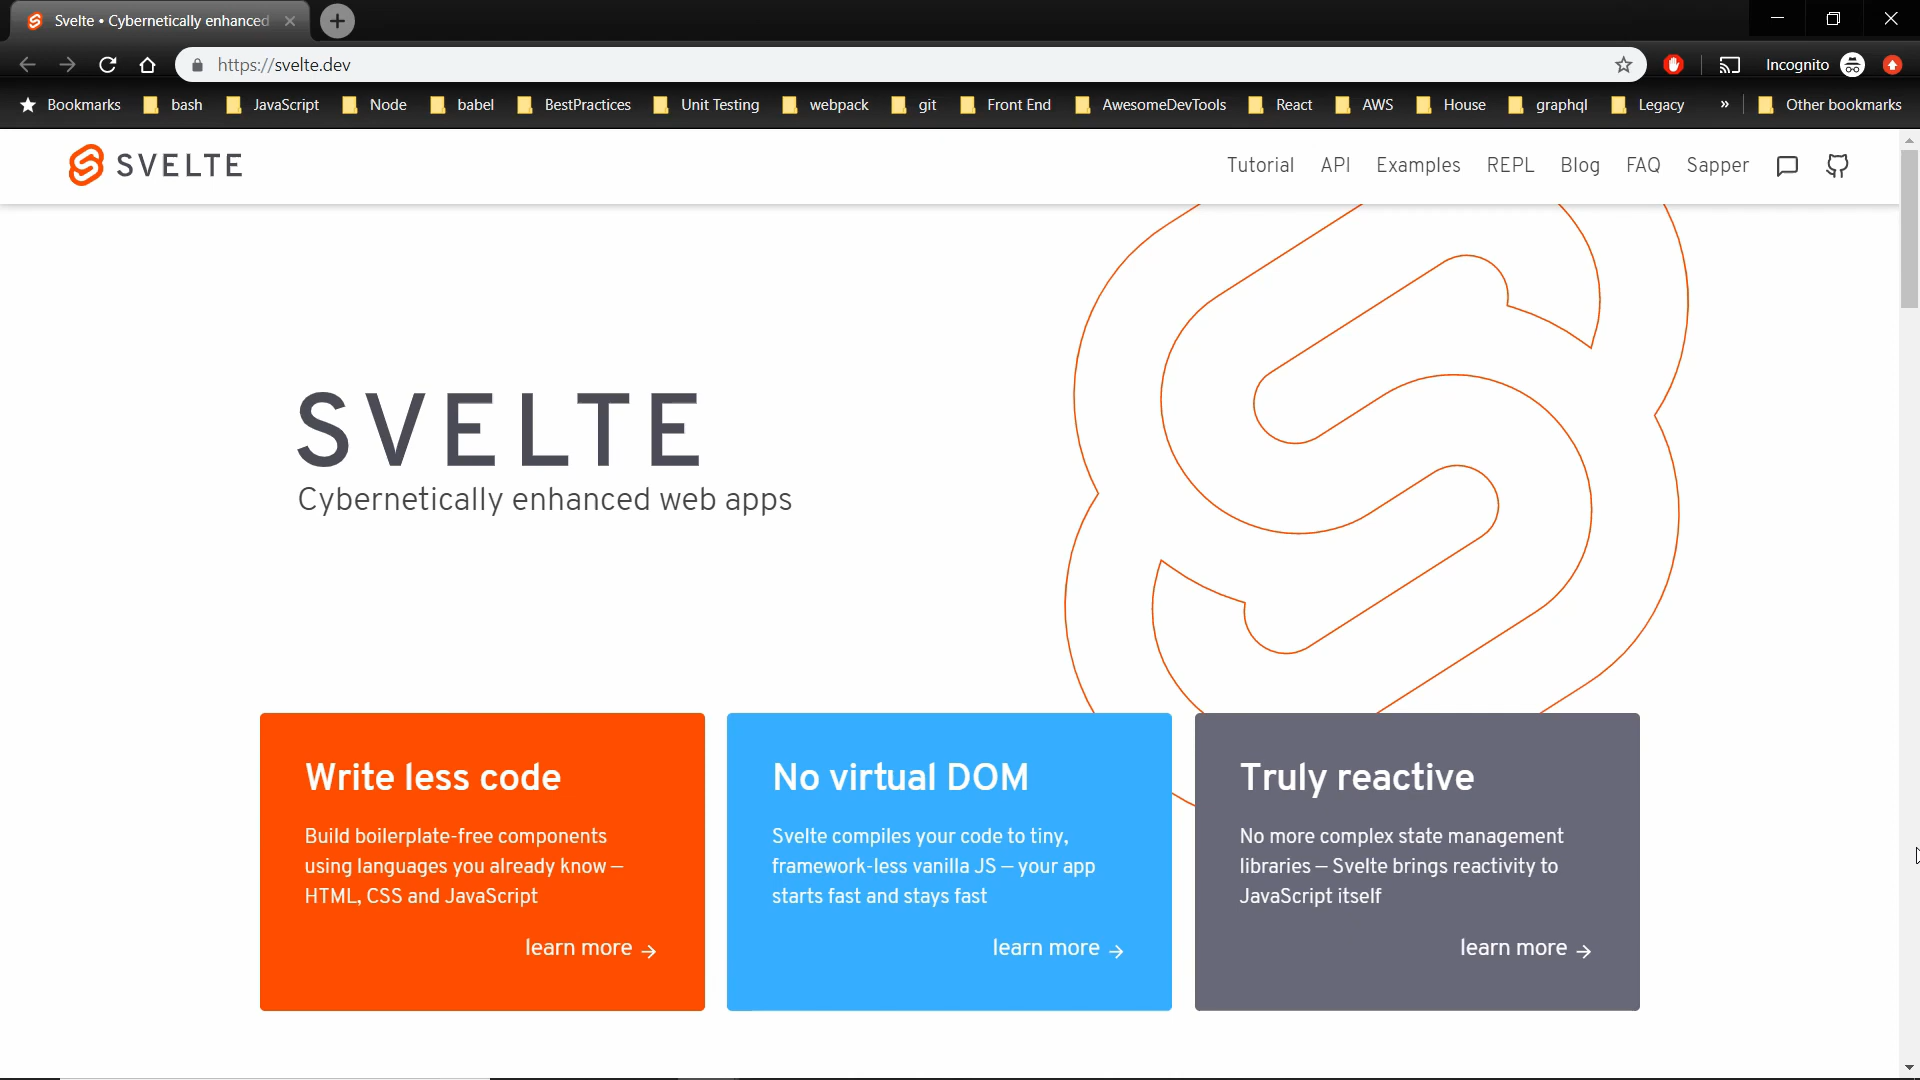 Svelte • Cybernetically enhanced
https://svelte.dev
Incognito
Bookmarks bash JavaScript Node babel BestPractices Unit Testing webpack git Front End AwesomeDevTools React AWS House graphql Legacy » Other bookmarks
SVELTE Tutorial API Examples REPL Blog FAQ Sapper
SVELTE
Cybernetically enhanced web apps
Write less code
Build boilerplate-free components
using languages you already know —
HTML, CSS and JavaScript
learn more →
No virtual DOM
Svelte compiles your code to tiny,
framework-less vanilla JS — your app
starts fast and stays fast
learn more →
Truly reactive
No more complex state management
libraries — Svelte brings reactivity to
JavaScript itself
learn more →